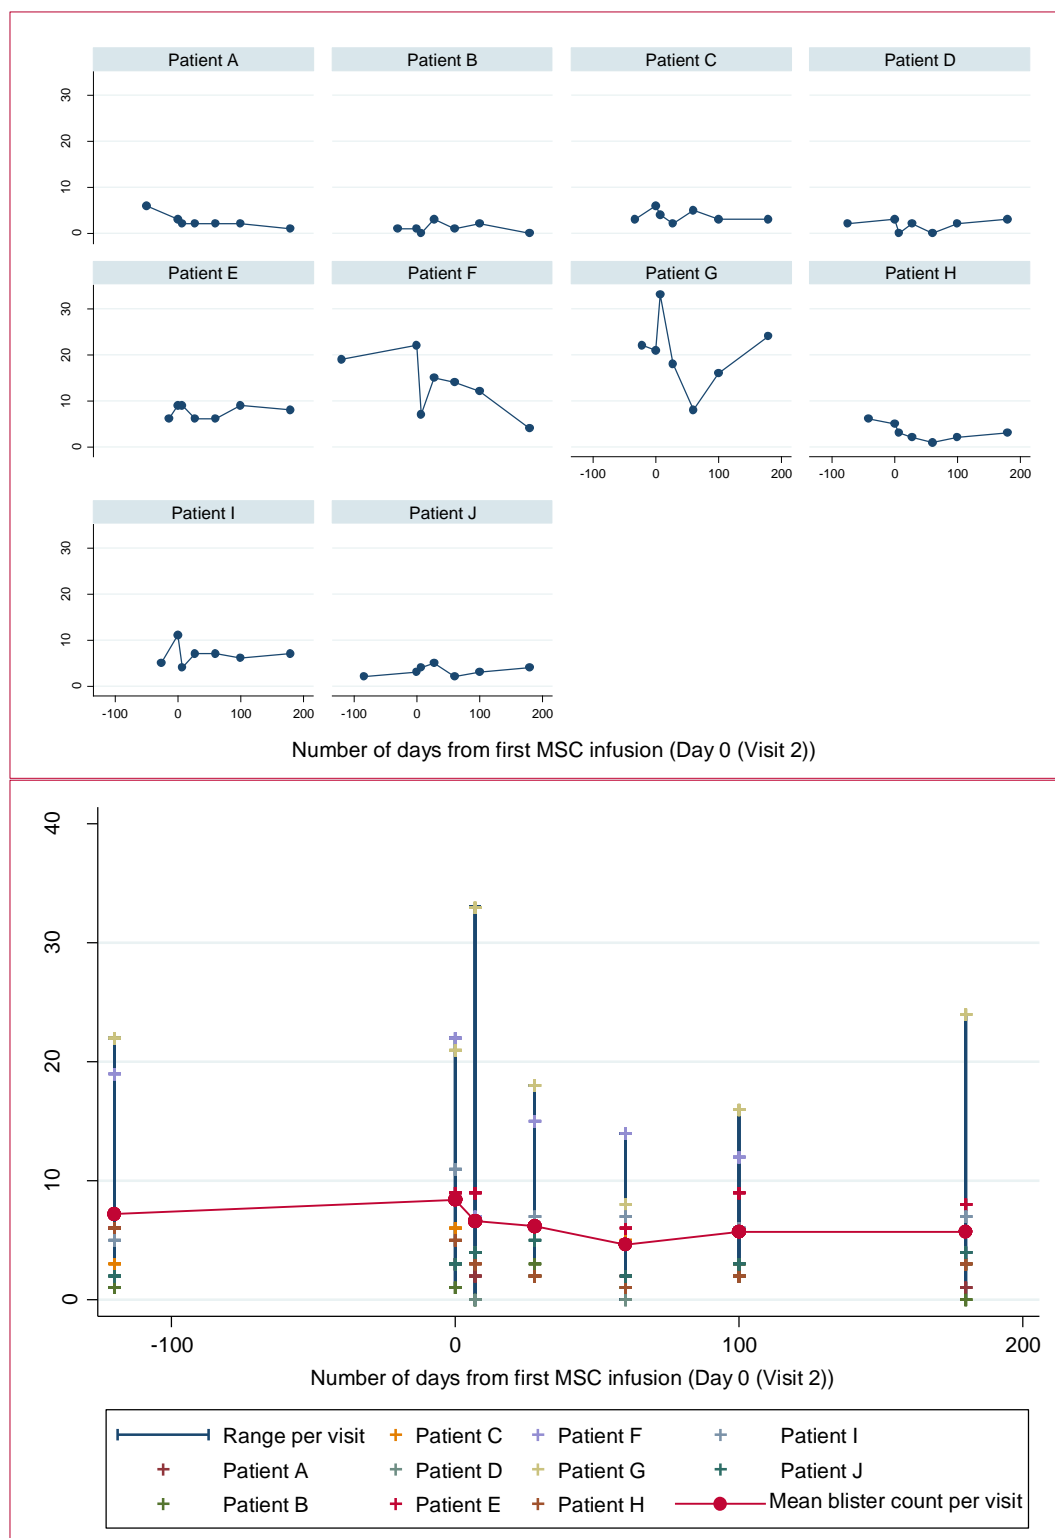 Patient A Patient B Patient C Patient D
30
20
10
0
Patient E Patient F Patient G Patient H
30
20
10
0
-100 0 100 200 -100 0 100 200
Patient I Patient J
30
20
10
0
-100 0 100 200 -100 0 100 200
Number of days from first MSC infusion (Day 0 (Visit 2))
40
30
20
10
0
-100 0 100 200
Number of days from first MSC infusion (Day 0 (Visit 2))
Range per visit Patient C Patient F Patient I
Patient A Patient D Patient G Patient J
Patient B Patient E Patient H Mean blister count per visit